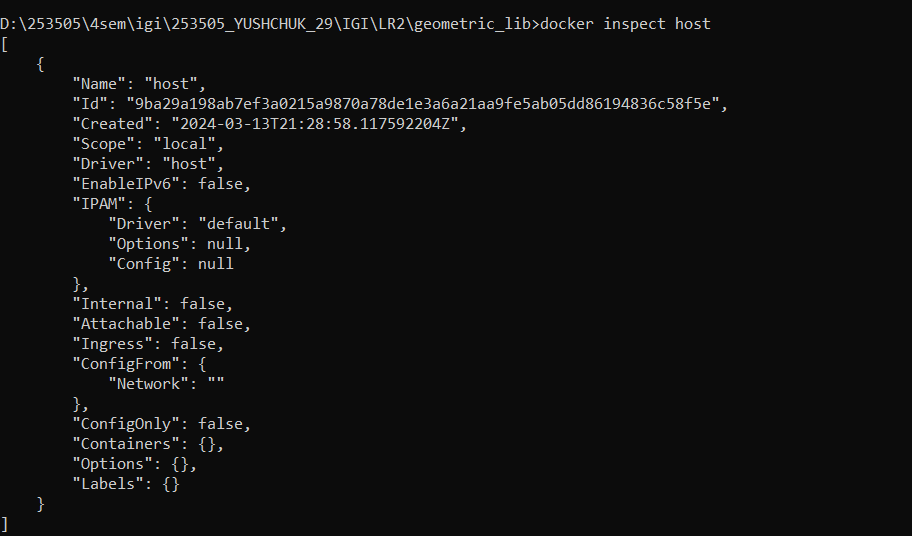 D:\253505\4sem\igi\253505_YUSHCHUK_29\IGI\LR2\geometric_lib>docker inspect host
[
    {
        "Name": "host",
        "Id": "9ba29a198ab7ef3a0215a9870a78de1e3a6a21aa9fe5ab05dd86194836c58f5e",
        "Created": "2024-03-13T21:28:58.117592204Z",
        "Scope": "local",
        "Driver": "host",
        "EnableIPv6": false,
        "IPAM": {
            "Driver": "default",
            "Options": null,
            "Config": null
        },
        "Internal": false,
        "Attachable": false,
        "Ingress": false,
        "ConfigFrom": {
            "Network": ""
        },
        "ConfigOnly": false,
        "Containers": {},
        "Options": {},
        "Labels": {}
    }
]